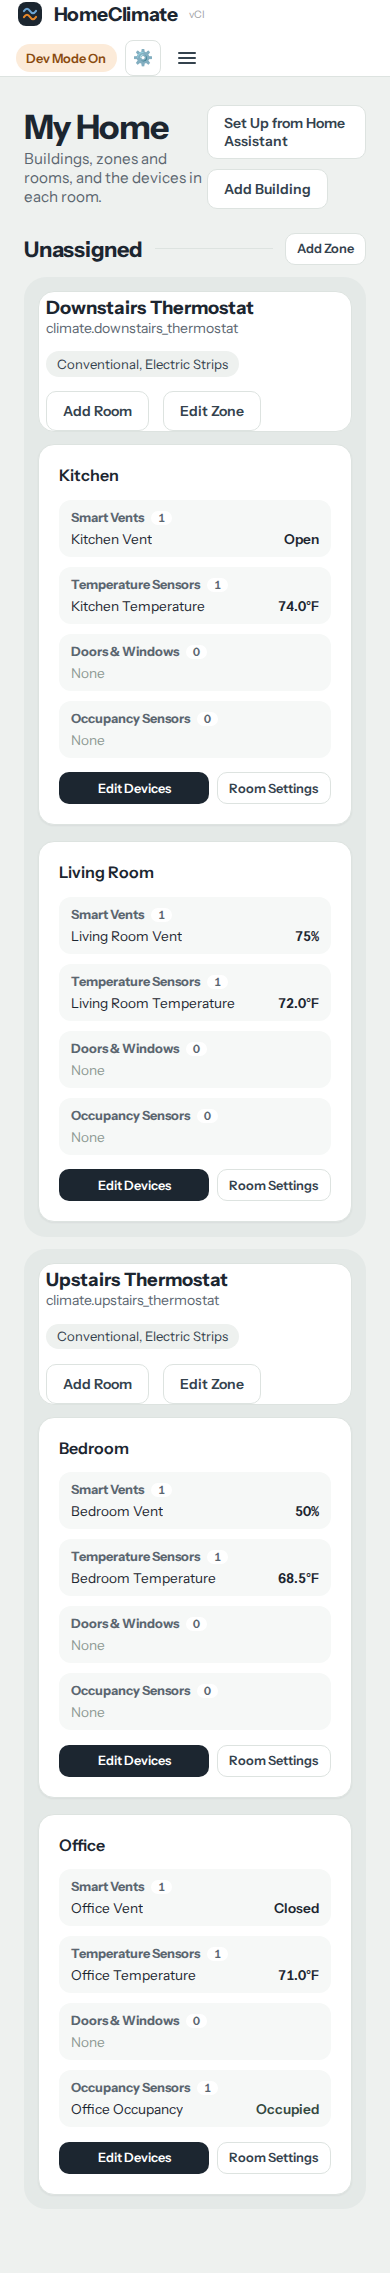 HomeClimate vCI
Dev Mode On
My Home
Buildings, zones and
rooms, and the devices in
each room.
Set Up from Home
Assistant
Add Building
Unassigned
Add Zone
Downstairs Thermostat
climate.downstairs_thermostat
Conventional, Electric Strips
Add Room Edit Zone
Kitchen
Smart Vents 1
Kitchen Vent Open
Temperature Sensors 1
Kitchen Temperature 74.0°F
Doors & Windows 0
None
Occupancy Sensors 0
None
Edit Devices Room Settings
Living Room
Smart Vents 1
Living Room Vent 75%
Temperature Sensors 1
Living Room Temperature 72.0°F
Doors & Windows 0
None
Occupancy Sensors 0
None
Edit Devices Room Settings
Upstairs Thermostat
climate.upstairs_thermostat
Conventional, Electric Strips
Add Room Edit Zone
Bedroom
Smart Vents 1
Bedroom Vent 50%
Temperature Sensors 1
Bedroom Temperature 68.5°F
Doors & Windows 0
None
Occupancy Sensors 0
None
Edit Devices Room Settings
Office
Smart Vents 1
Office Vent Closed
Temperature Sensors 1
Office Temperature 71.0°F
Doors & Windows 0
None
Occupancy Sensors 1
Office Occupancy Occupied
Edit Devices Room Settings